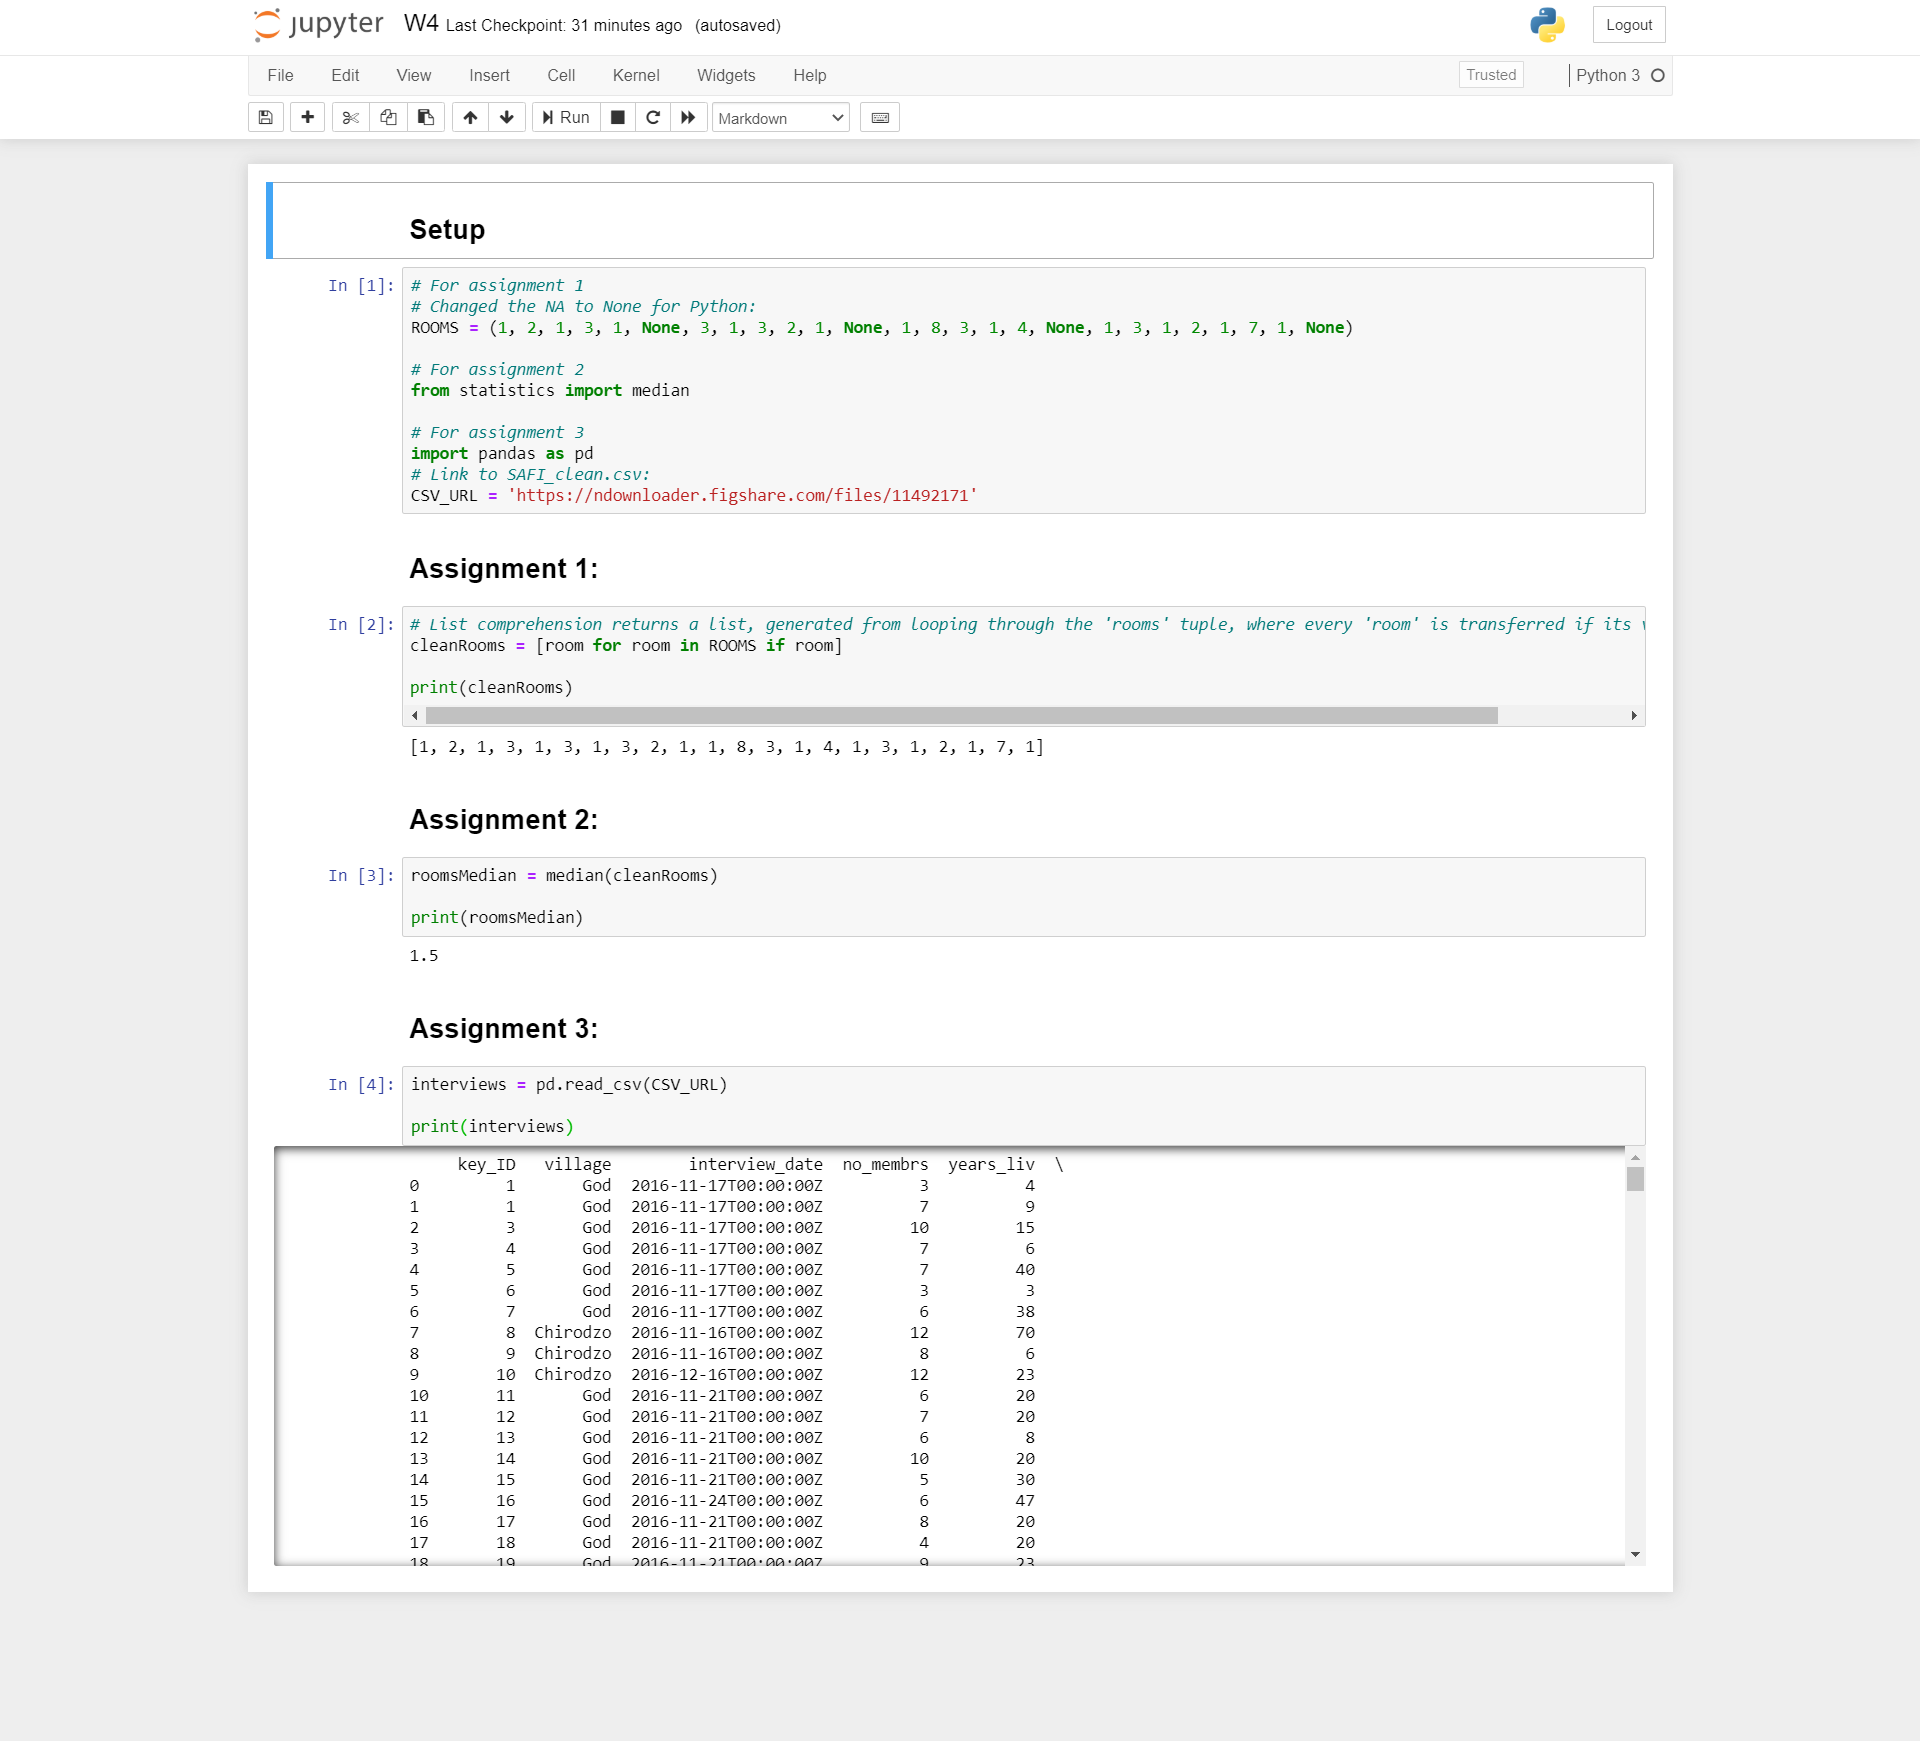 jupyter W4 Last Checkpoint: 31 minutes ago (autosaved) Logout
File Edit View Insert Cell Kernel Widgets Help Trusted Python 3
Run Markdown
Setup
In [1]: # For assignment 1
# Changed the NA to None for Python:
ROOMS = (1, 2, 1, 3, 1, None, 3, 1, 3, 2, 1, None, 1, 8, 3, 1, 4, None, 1, 3, 1, 2, 1, 7, 1, None)
# For assignment 2
from statistics import median
# For assignment 3
import pandas as pd
# Link to SAFI_clean.csv:
CSV_URL = 'https://ndownloader.figshare.com/files/11492171'
Assignment 1:
In [2]: # List comprehension returns a list, generated from looping through the 'rooms' tuple, where every 'room' is transferred if its
cleanRooms = [room for room in ROOMS if room]
print(cleanRooms)
[1, 2, 1, 3, 1, 3, 1, 3, 2, 1, 1, 8, 3, 1, 4, 1, 3, 1, 2, 1, 7, 1]
Assignment 2:
In [3]: roomsMedian = median(cleanRooms)
print(roomsMedian)
1.5
Assignment 3:
In [4]: interviews = pd.read_csv(CSV_URL)
print(interviews)
key_ID village interview_date no_membrs years_liv \
0 1 God 2016-11-17T00:00:00Z 3 4
1 1 God 2016-11-17T00:00:00Z 7 9
2 3 God 2016-11-17T00:00:00Z 10 15
3 4 God 2016-11-17T00:00:00Z 7 6
4 5 God 2016-11-17T00:00:00Z 7 40
5 6 God 2016-11-17T00:00:00Z 3 3
6 7 God 2016-11-17T00:00:00Z 6 38
7 8 Chirodzo 2016-11-16T00:00:00Z 12 70
8 9 Chirodzo 2016-11-16T00:00:00Z 8 6
9 10 Chirodzo 2016-12-16T00:00:00Z 12 23
10 11 God 2016-11-21T00:00:00Z 6 20
11 12 God 2016-11-21T00:00:00Z 7 20
12 13 God 2016-11-21T00:00:00Z 6 8
13 14 God 2016-11-21T00:00:00Z 10 20
14 15 God 2016-11-21T00:00:00Z 5 30
15 16 God 2016-11-24T00:00:00Z 6 47
16 17 God 2016-11-21T00:00:00Z 8 20
17 18 God 2016-11-21T00:00:00Z 4 20
18 19 God 2016-11-21T00:00:00Z 9 23